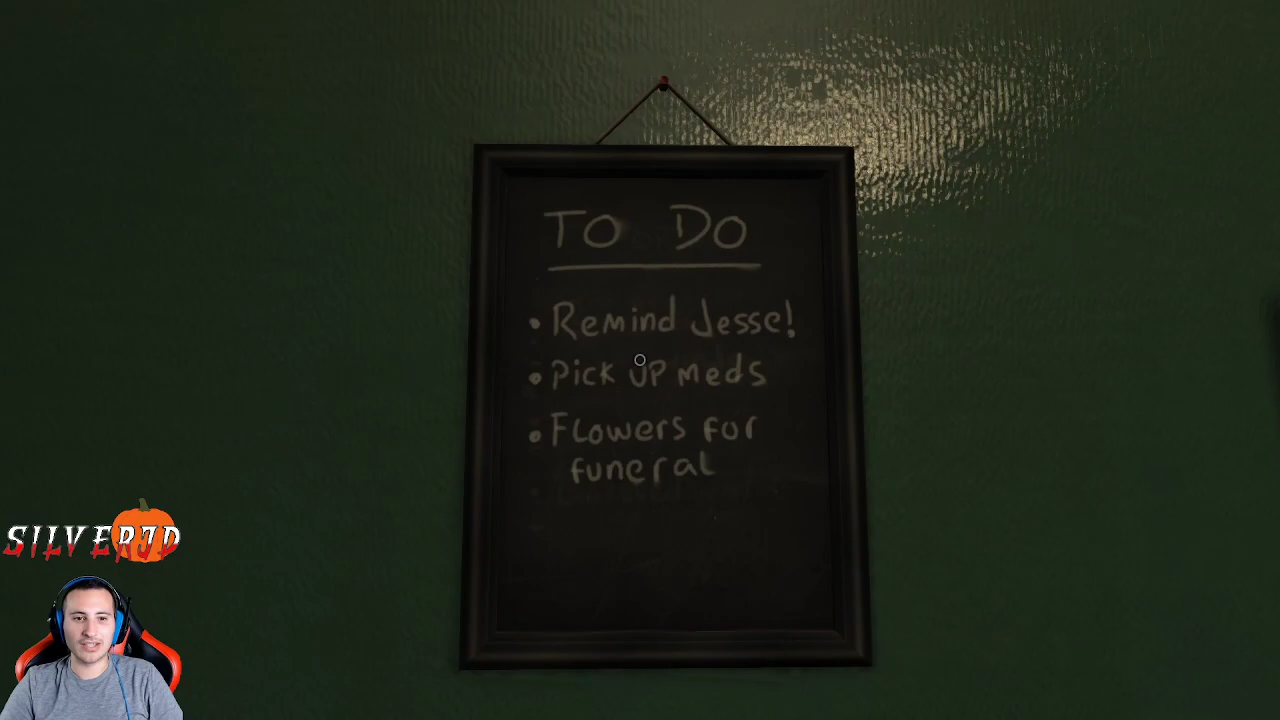 TO DO
• Remind Jesse!
• Pick UP meds
• Flowers for
funeral
SILVERJD